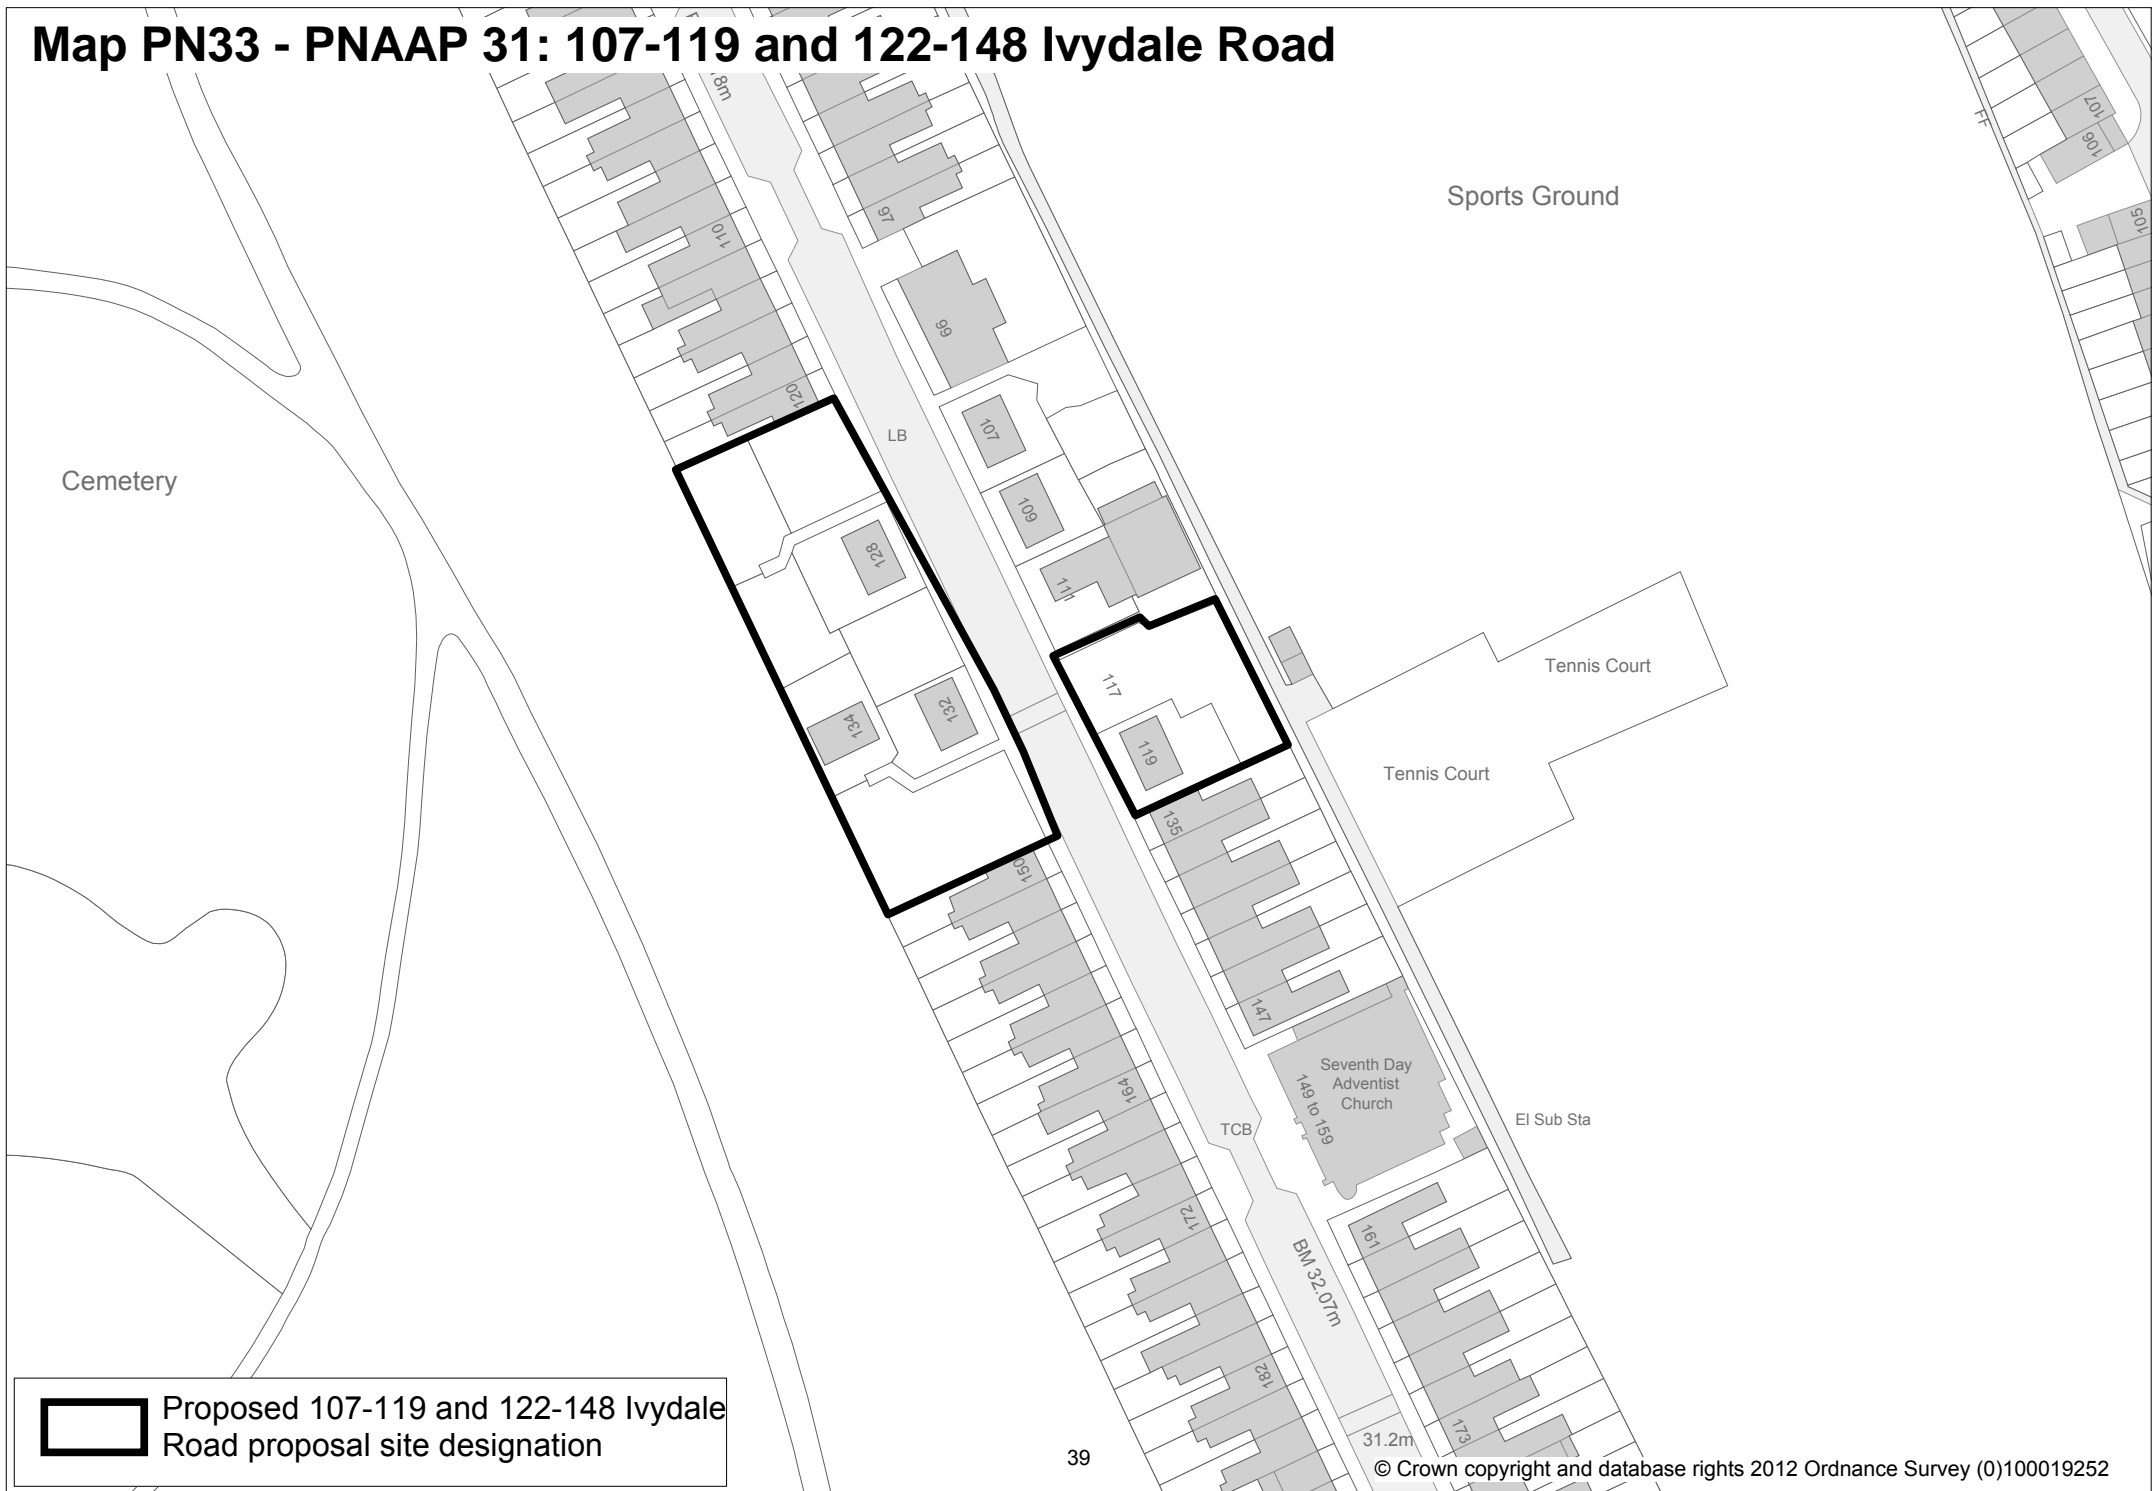 Map PN33 - PNAAP 31: 107-119 and 122-148 Ivydale Road
8m
107
106
105
FF
Sports Ground
97
110
99
120
107
LB
Cemetery
109
128
111
117
Tennis Court
132
134
119
Tennis Court
135
150
147
Seventh Day
Adventist
Church
149 to 159
164
El Sub Sta
TCB
172
161
BM 32.07m
182
173
31.2m
Proposed 107-119 and 122-148 Ivydale
Road proposal site designation
39
© Crown copyright and database rights 2012 Ordnance Survey (0)100019252